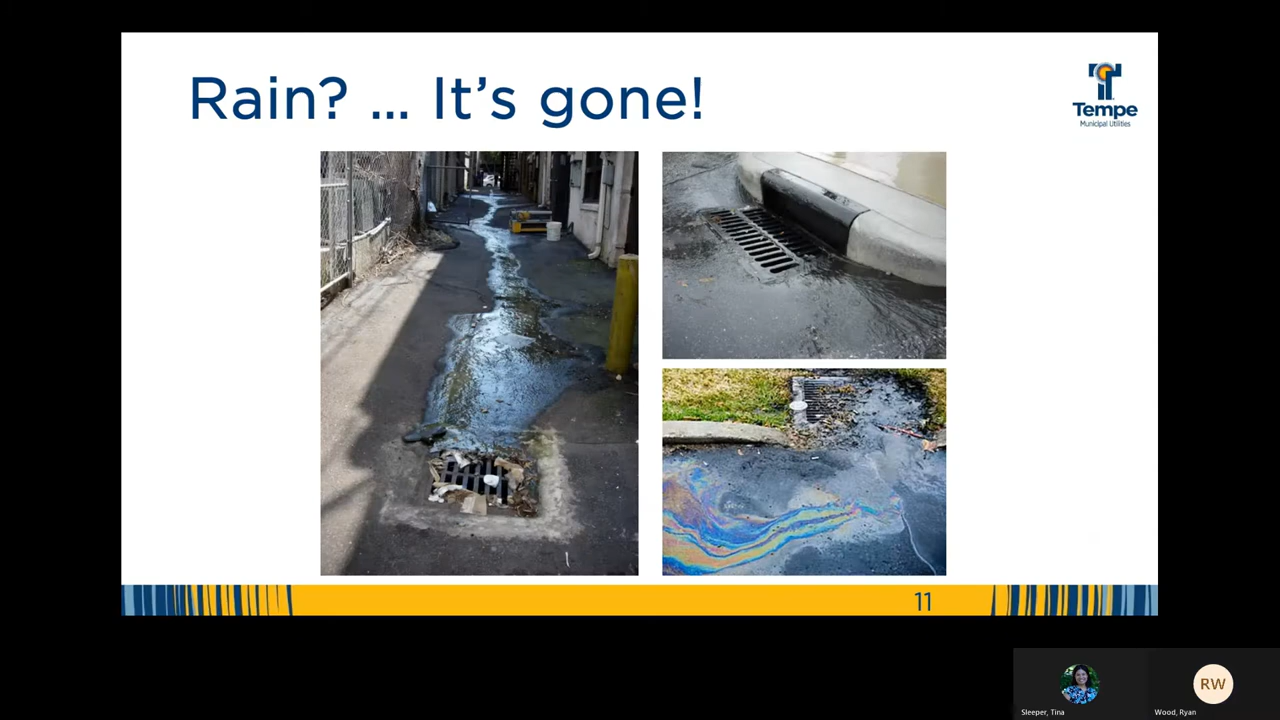 Rain? ... It's gone!
Tempe
Municipal Utilities
11
RW
Sleeper, Tina
Wood, Ryan